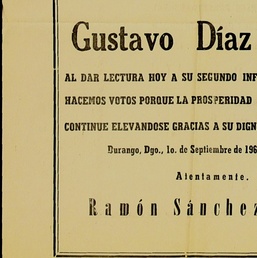 Gustavo Díaz
AL DAR LECTURA HOY A SU SEGUNDO INF
HACEMOS VOTOS PORQUE LA PROSPERIDAD
CONTINUE ELEVANDOSE GRACIAS A SU DIGN
Durango, Dgo., 1o. de Septiembre de 196
Atentamente.
Ramón Sánchez